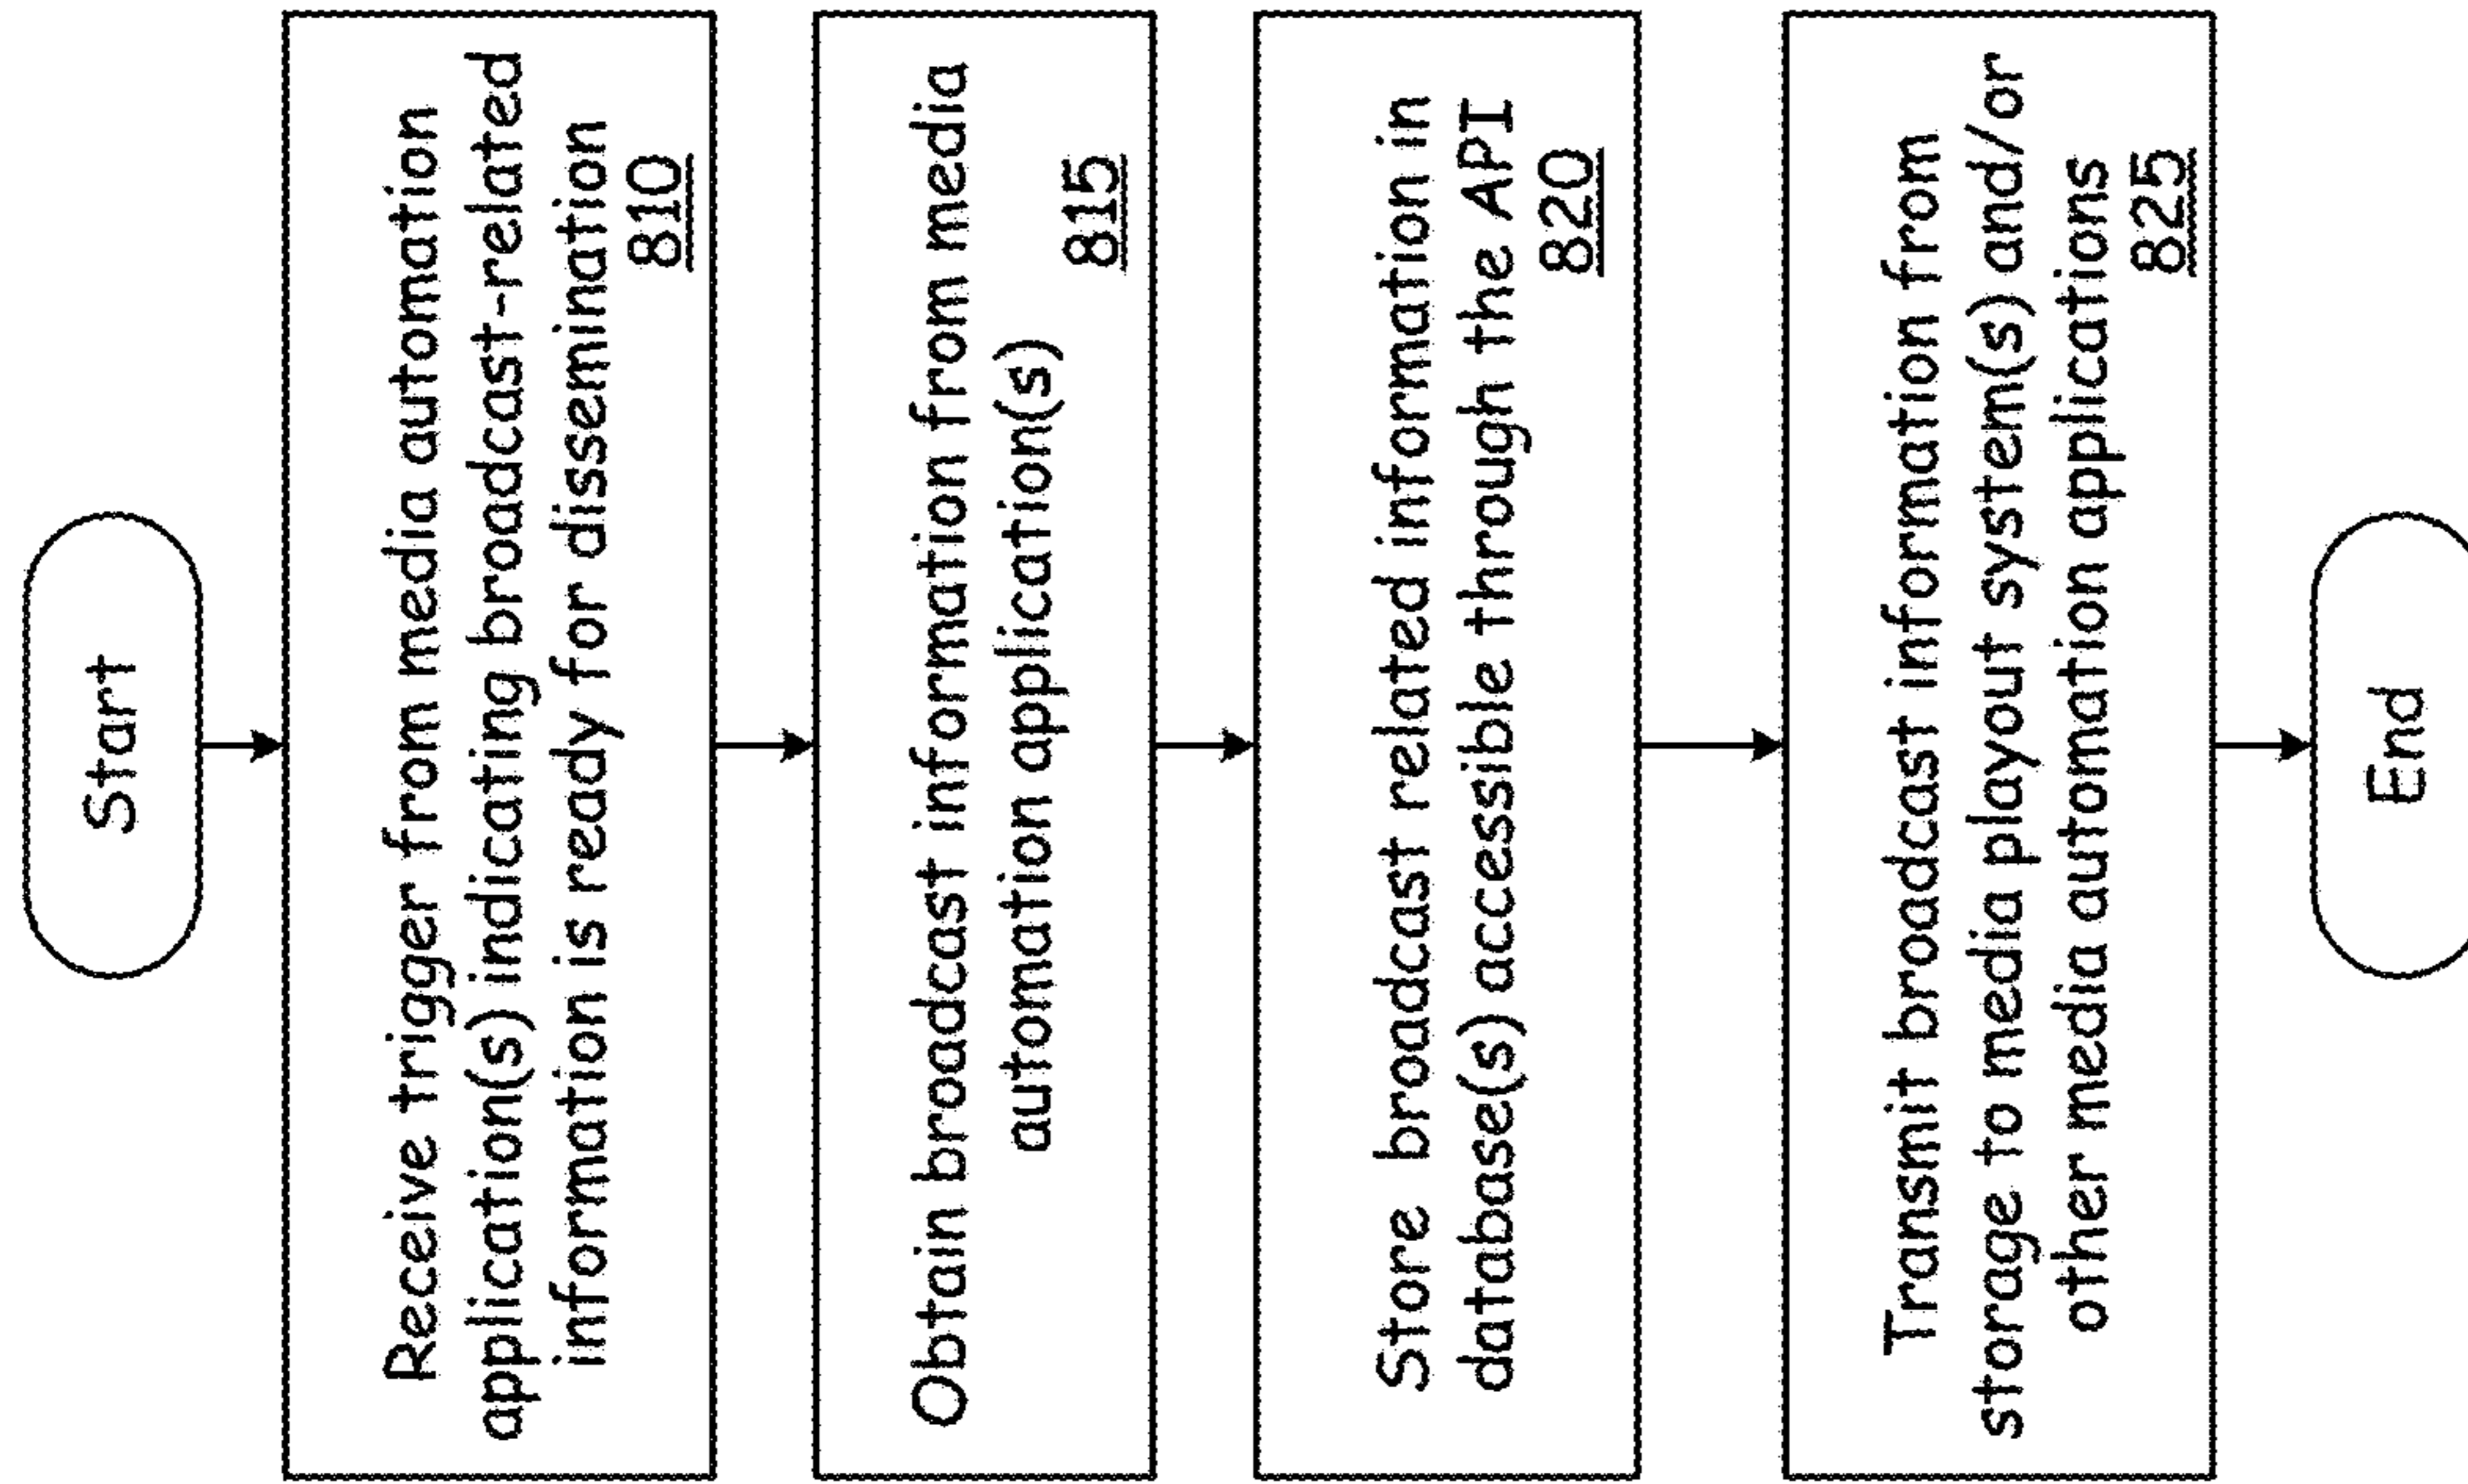 Start
Receive trigger from media automation
application(s) indicating broadcast-related
information is ready for dissemination
810
Obtain broadcast information from media
automation application(s)
815
Store broadcast related information in
database(s) accessible through the API
820
Transmit broadcast information from
storage to media playout system(s) and/or
other media automation applications
825
End